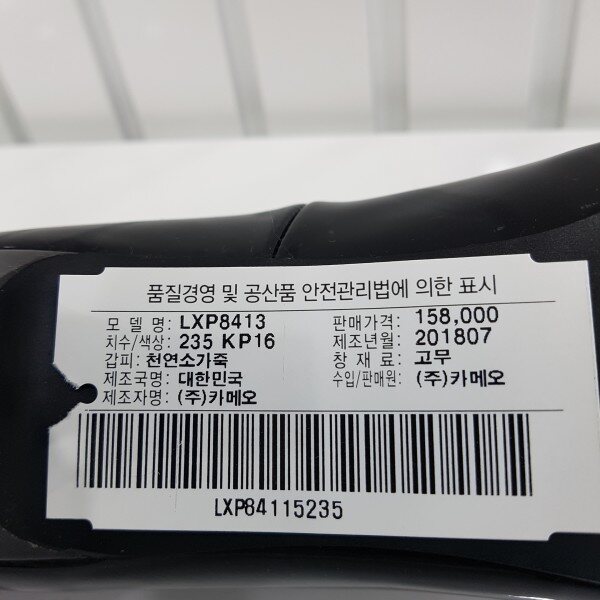 품질경영 및 공산품 안전관리법에 의한 표시
모 델 명: LXP8413 판매가격: 158,000
치수/색상: 235 KP16 제조년월: 201807
갑피: 천연소가죽 창 재 료: 고무
제조국명: 대한민국 수입/판매원: (주)카메오
제조자명: (주)카메오
LXP84115235